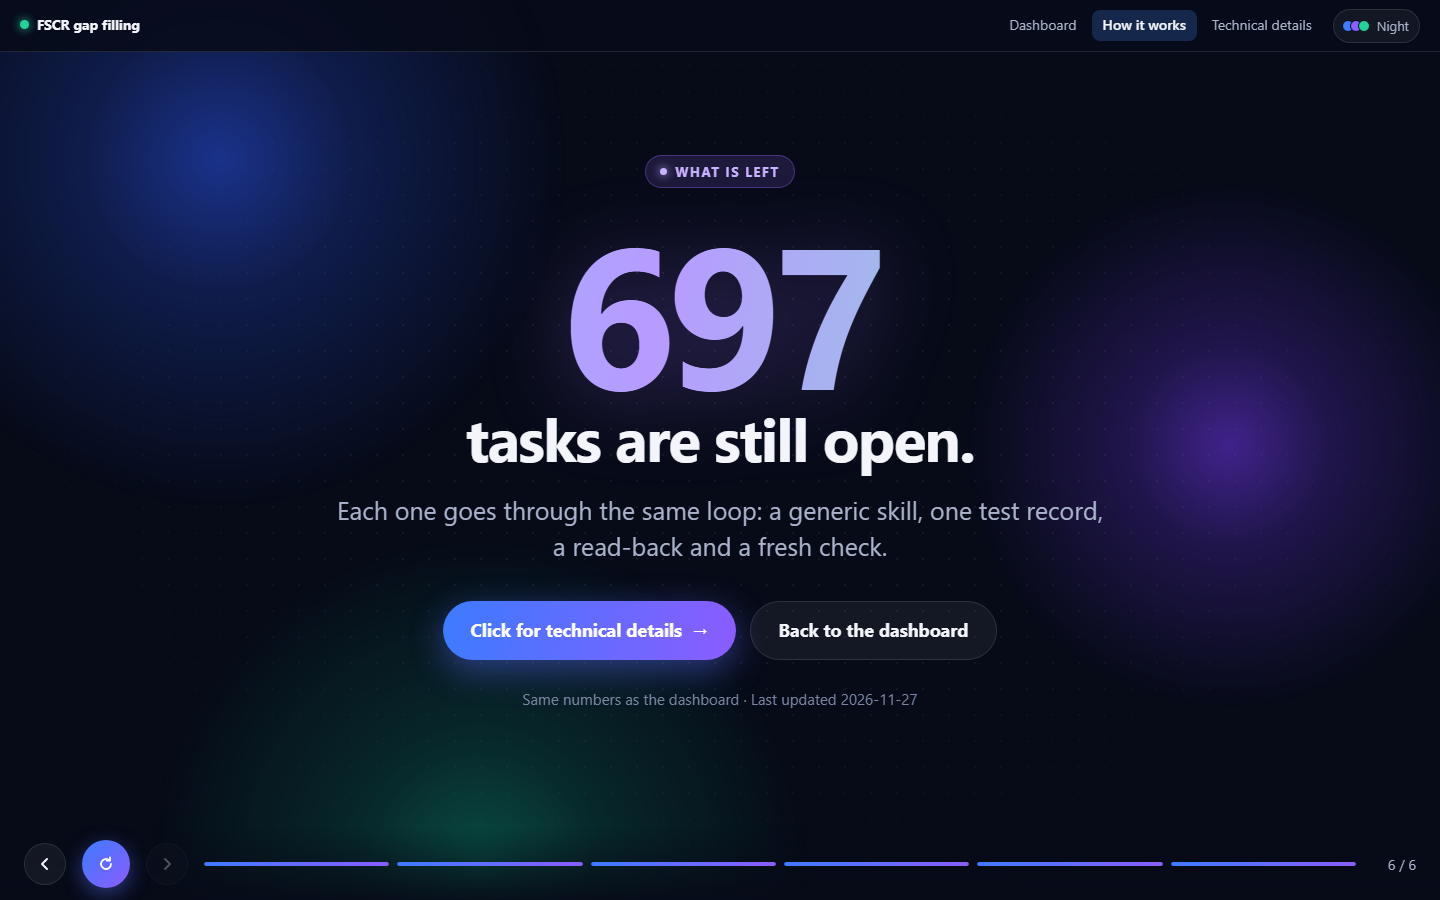 FSCR gap filling
Dashboard
How it works
Technical details
Night
WHAT IS LEFT
697
tasks are still open.
Each one goes through the same loop: a generic skill, one test record,
a read-back and a fresh check.
Click for technical details →
Back to the dashboard
Same numbers as the dashboard · Last updated 2026-11-27
6 / 6